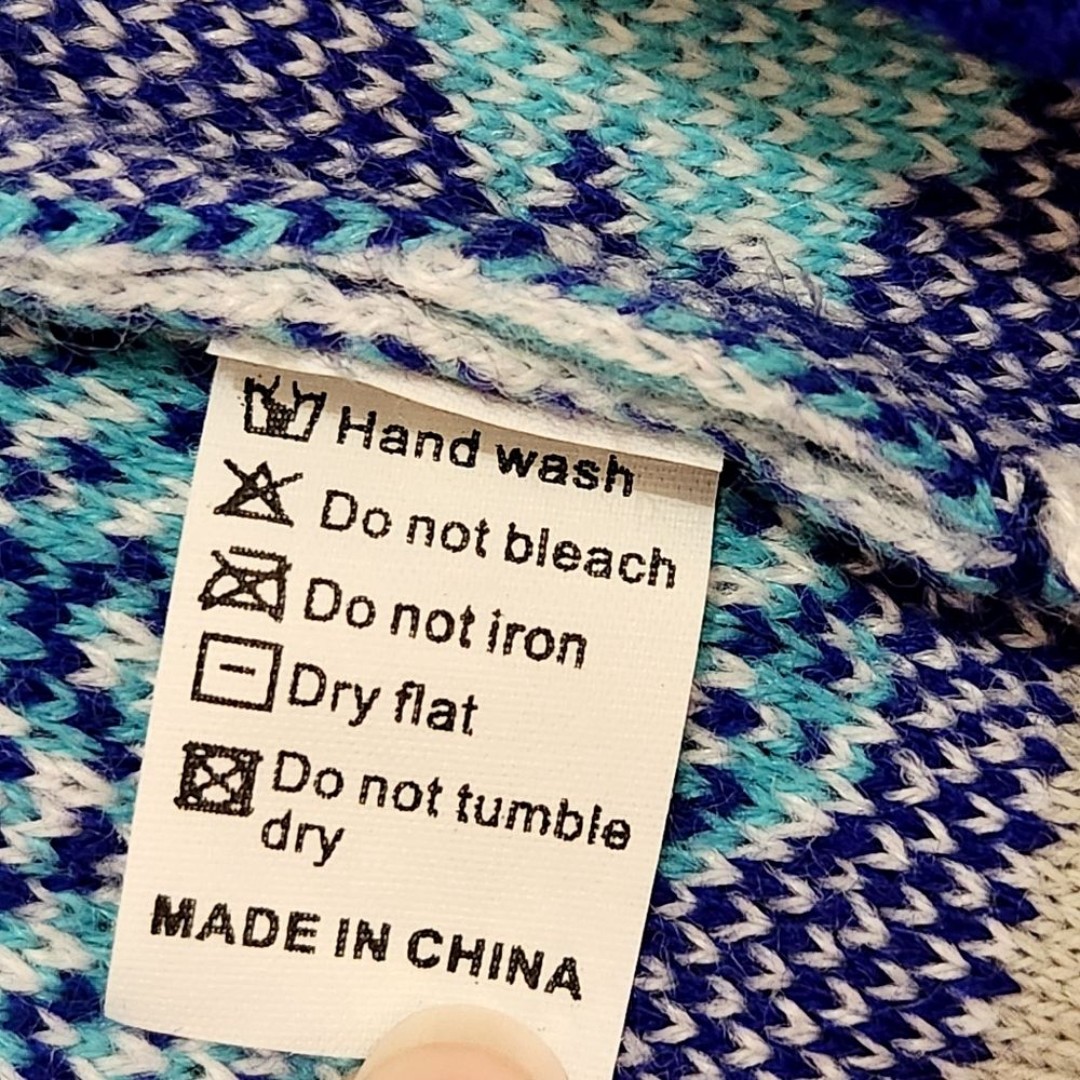 Hand wash
Do not bleach
Do not iron
Dry flat
Do not tumble
dry
MADE IN CHINA